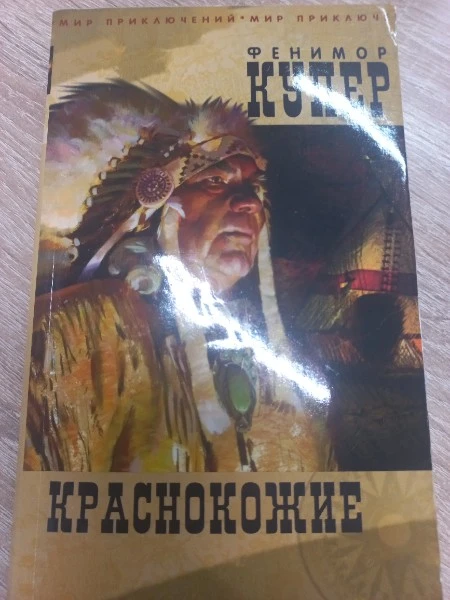 МИР ПРИКЛЮЧЕНИЙ • МИР ПРИКЛЮЧ
ФЕНИМОР
КУПЕР
КРАСНОКОЖИЕ